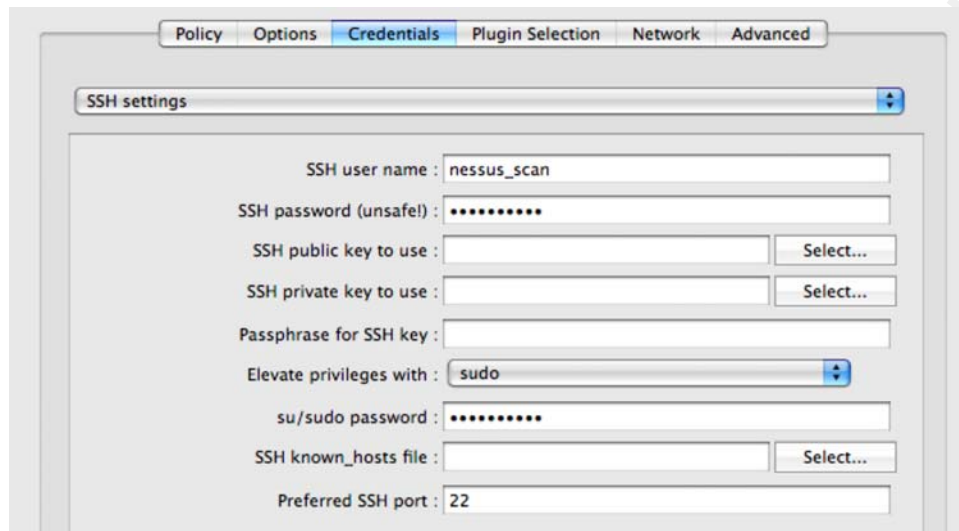 Policy Options Credentials Plugin Selection Network Advanced
SSH settings
SSH user name : nessus_scan
SSH password (unsafe!) : ••••••••••
SSH public key to use : Select...
SSH private key to use : Select...
Passphrase for SSH key :
Elevate privileges with : sudo
su/sudo password : ••••••••••
SSH known_hosts file : Select...
Preferred SSH port : 22